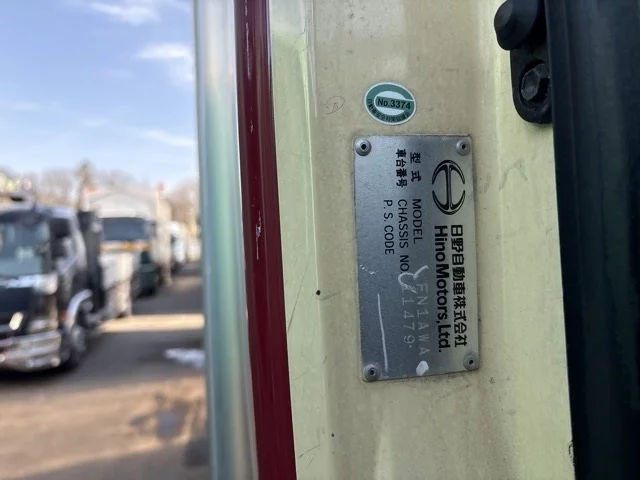 No.3374
日野自動車株式会社
Hino Motors, Ltd.
型式 MODEL FN1AWA
車台番号 CHASSIS NO. 11479
P. S. CODE